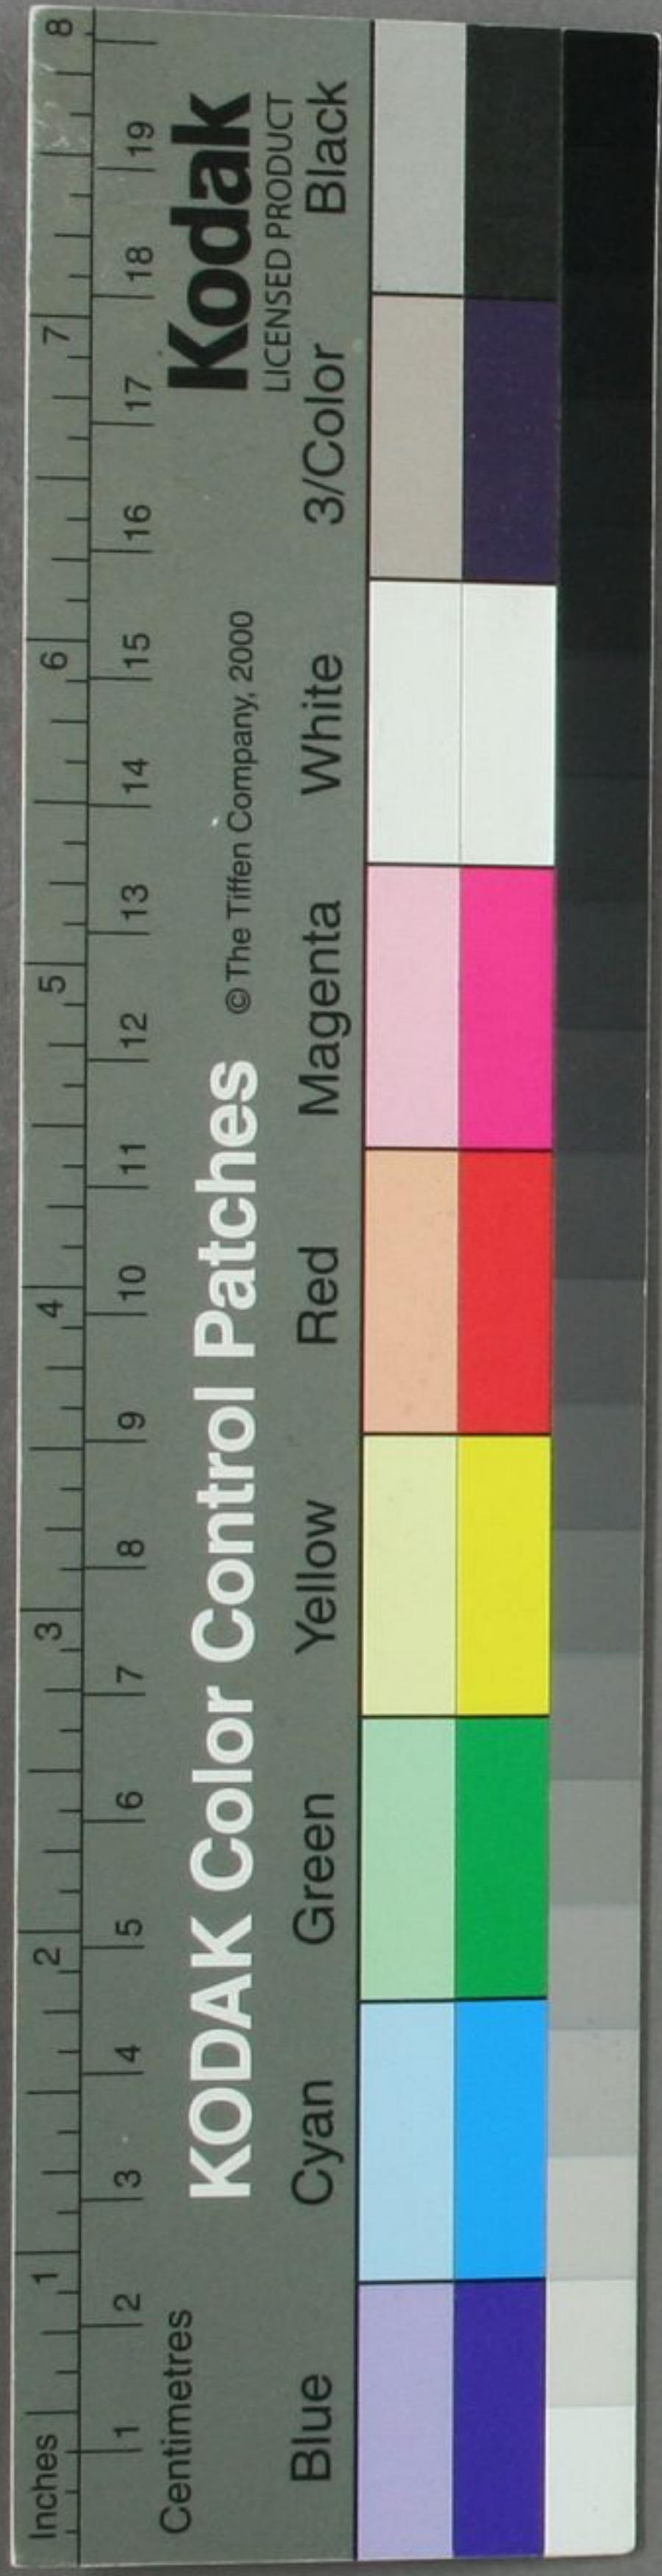 Inches 1 2 3 4 5 6 7 8
1 2 3 4 5 6 7 8 9 10 11 12 13 14 15 16 17 18 19
Centimetres
KODAK Color Control Patches © The Tiffen Company, 2000 Kodak
LICENSED PRODUCT
Blue Cyan Green Yellow Red Magenta White 3/Color Black